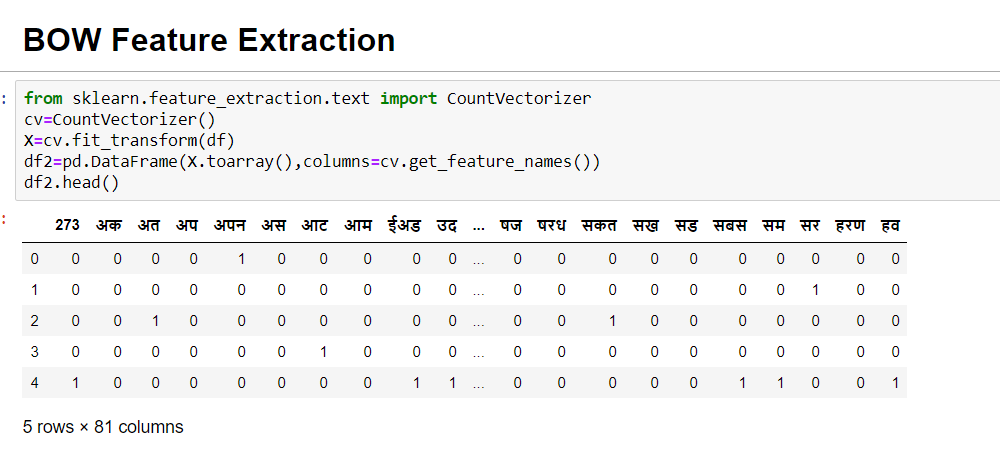 BOW Feature Extraction
: from sklearn.feature_extraction.text import CountVectorizer
cv=CountVectorizer()
X=cv.fit_transform(df)
df2=pd.DataFrame(X.toarray(),columns=cv.get_feature_names())
df2.head()
: 273 अक अत अप अपन अस आट आम ईअड उद ... षज षरध सकत सख सड सबस सम सर हरण हव
0 0 0 0 0 1 0 0 0 0 0 ... 0 0 0 0 0 0 0 0 0 0
1 0 0 0 0 0 0 0 0 0 0 ... 0 0 0 0 0 0 0 1 0 0
2 0 0 1 0 0 0 0 0 0 0 ... 0 0 1 0 0 0 0 0 0 0
3 0 0 0 0 0 0 1 0 0 0 ... 0 0 0 0 0 0 0 0 0 0
4 1 0 0 0 0 0 0 0 1 1 ... 0 0 0 0 0 1 1 0 0 1
5 rows × 81 columns